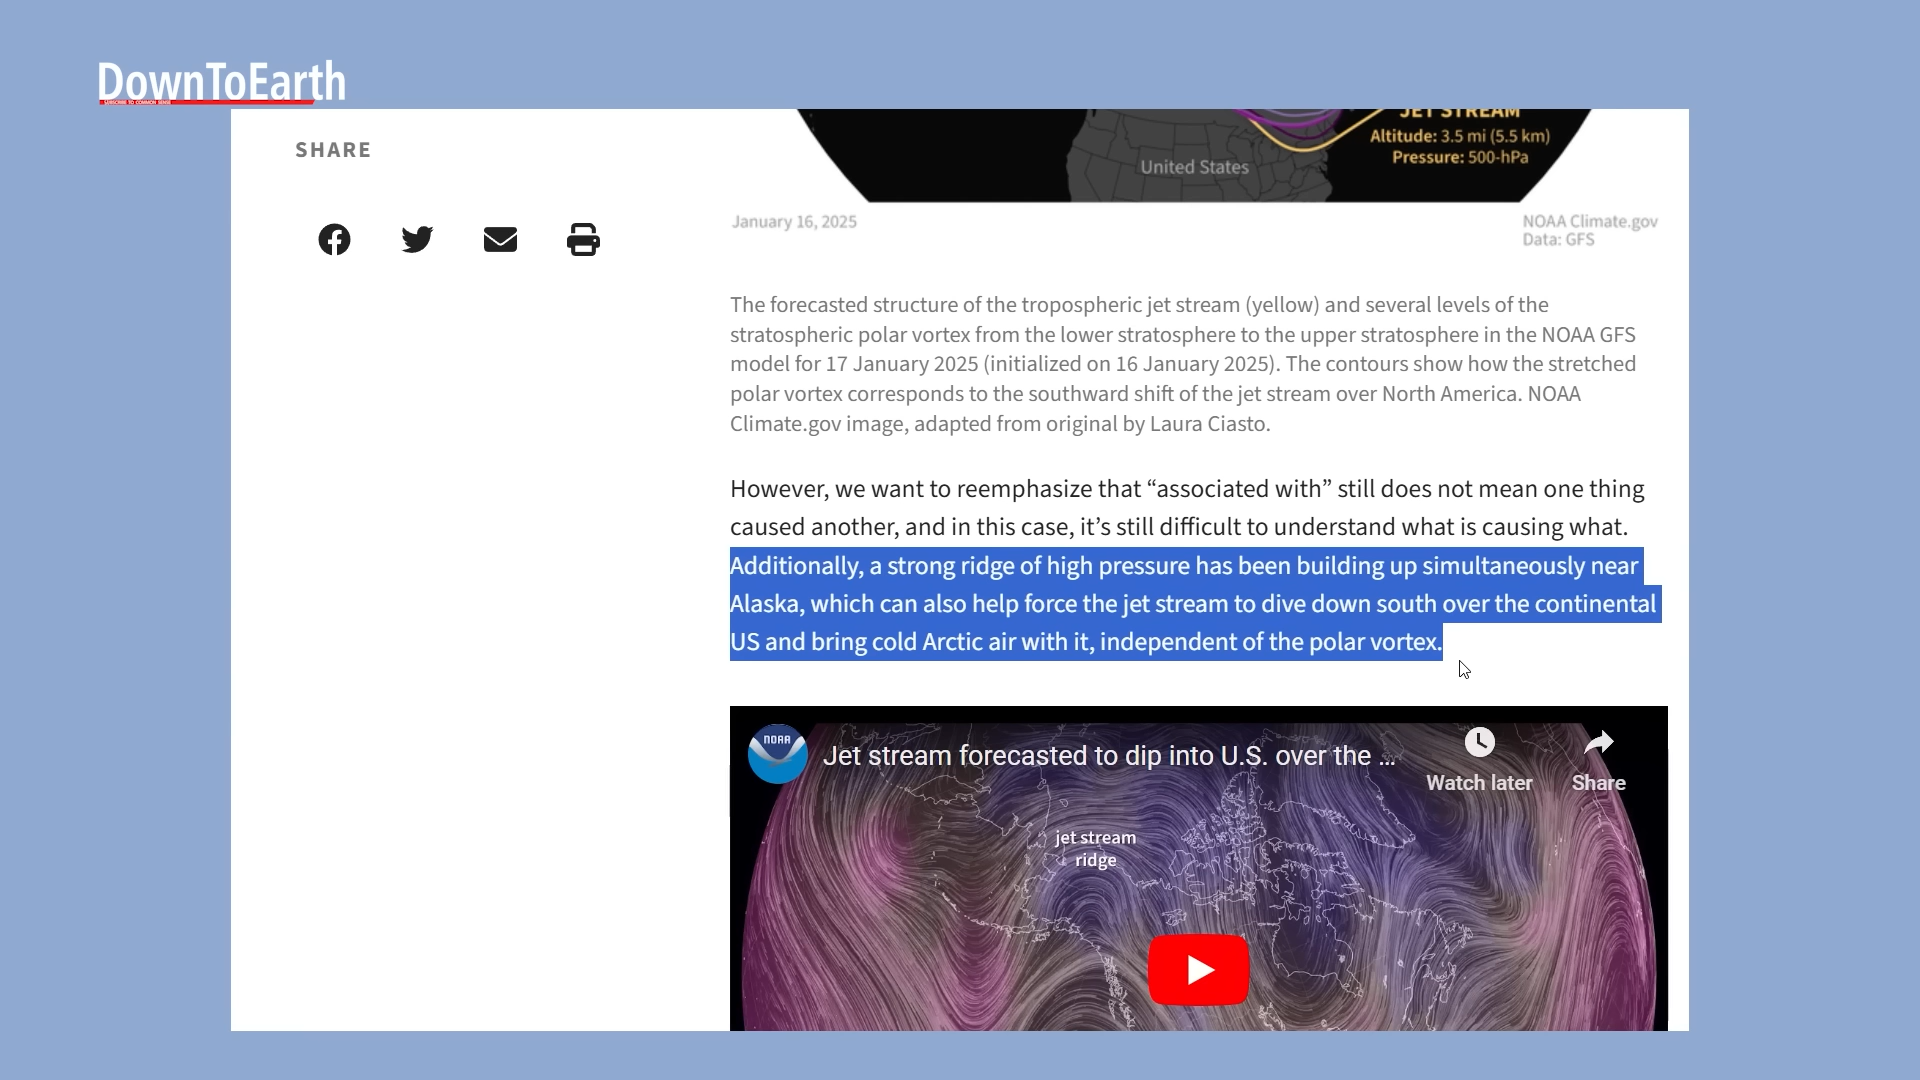 DownToEarth
SUBSCRIBE TO COMMON SENSE
SHARE
JET STREAM
Altitude: 3.5 mi (5.5 km)
Pressure: 500-hPa
United States
January 16, 2025
NOAA Climate.gov
Data: GFS
The forecasted structure of the tropospheric jet stream (yellow) and several levels of the
stratospheric polar vortex from the lower stratosphere to the upper stratosphere in the NOAA GFS
model for 17 January 2025 (initialized on 16 January 2025). The contours show how the stretched
polar vortex corresponds to the southward shift of the jet stream over North America. NOAA
Climate.gov image, adapted from original by Laura Ciasto.
However, we want to reemphasize that “associated with” still does not mean one thing
caused another, and in this case, it’s still difficult to understand what is causing what.
Additionally, a strong ridge of high pressure has been building up simultaneously near
Alaska, which can also help force the jet stream to dive down south over the continental
US and bring cold Arctic air with it, independent of the polar vortex.
NOAA
Jet stream forecasted to dip into U.S. over the ...
Watch later
Share
jet stream
ridge